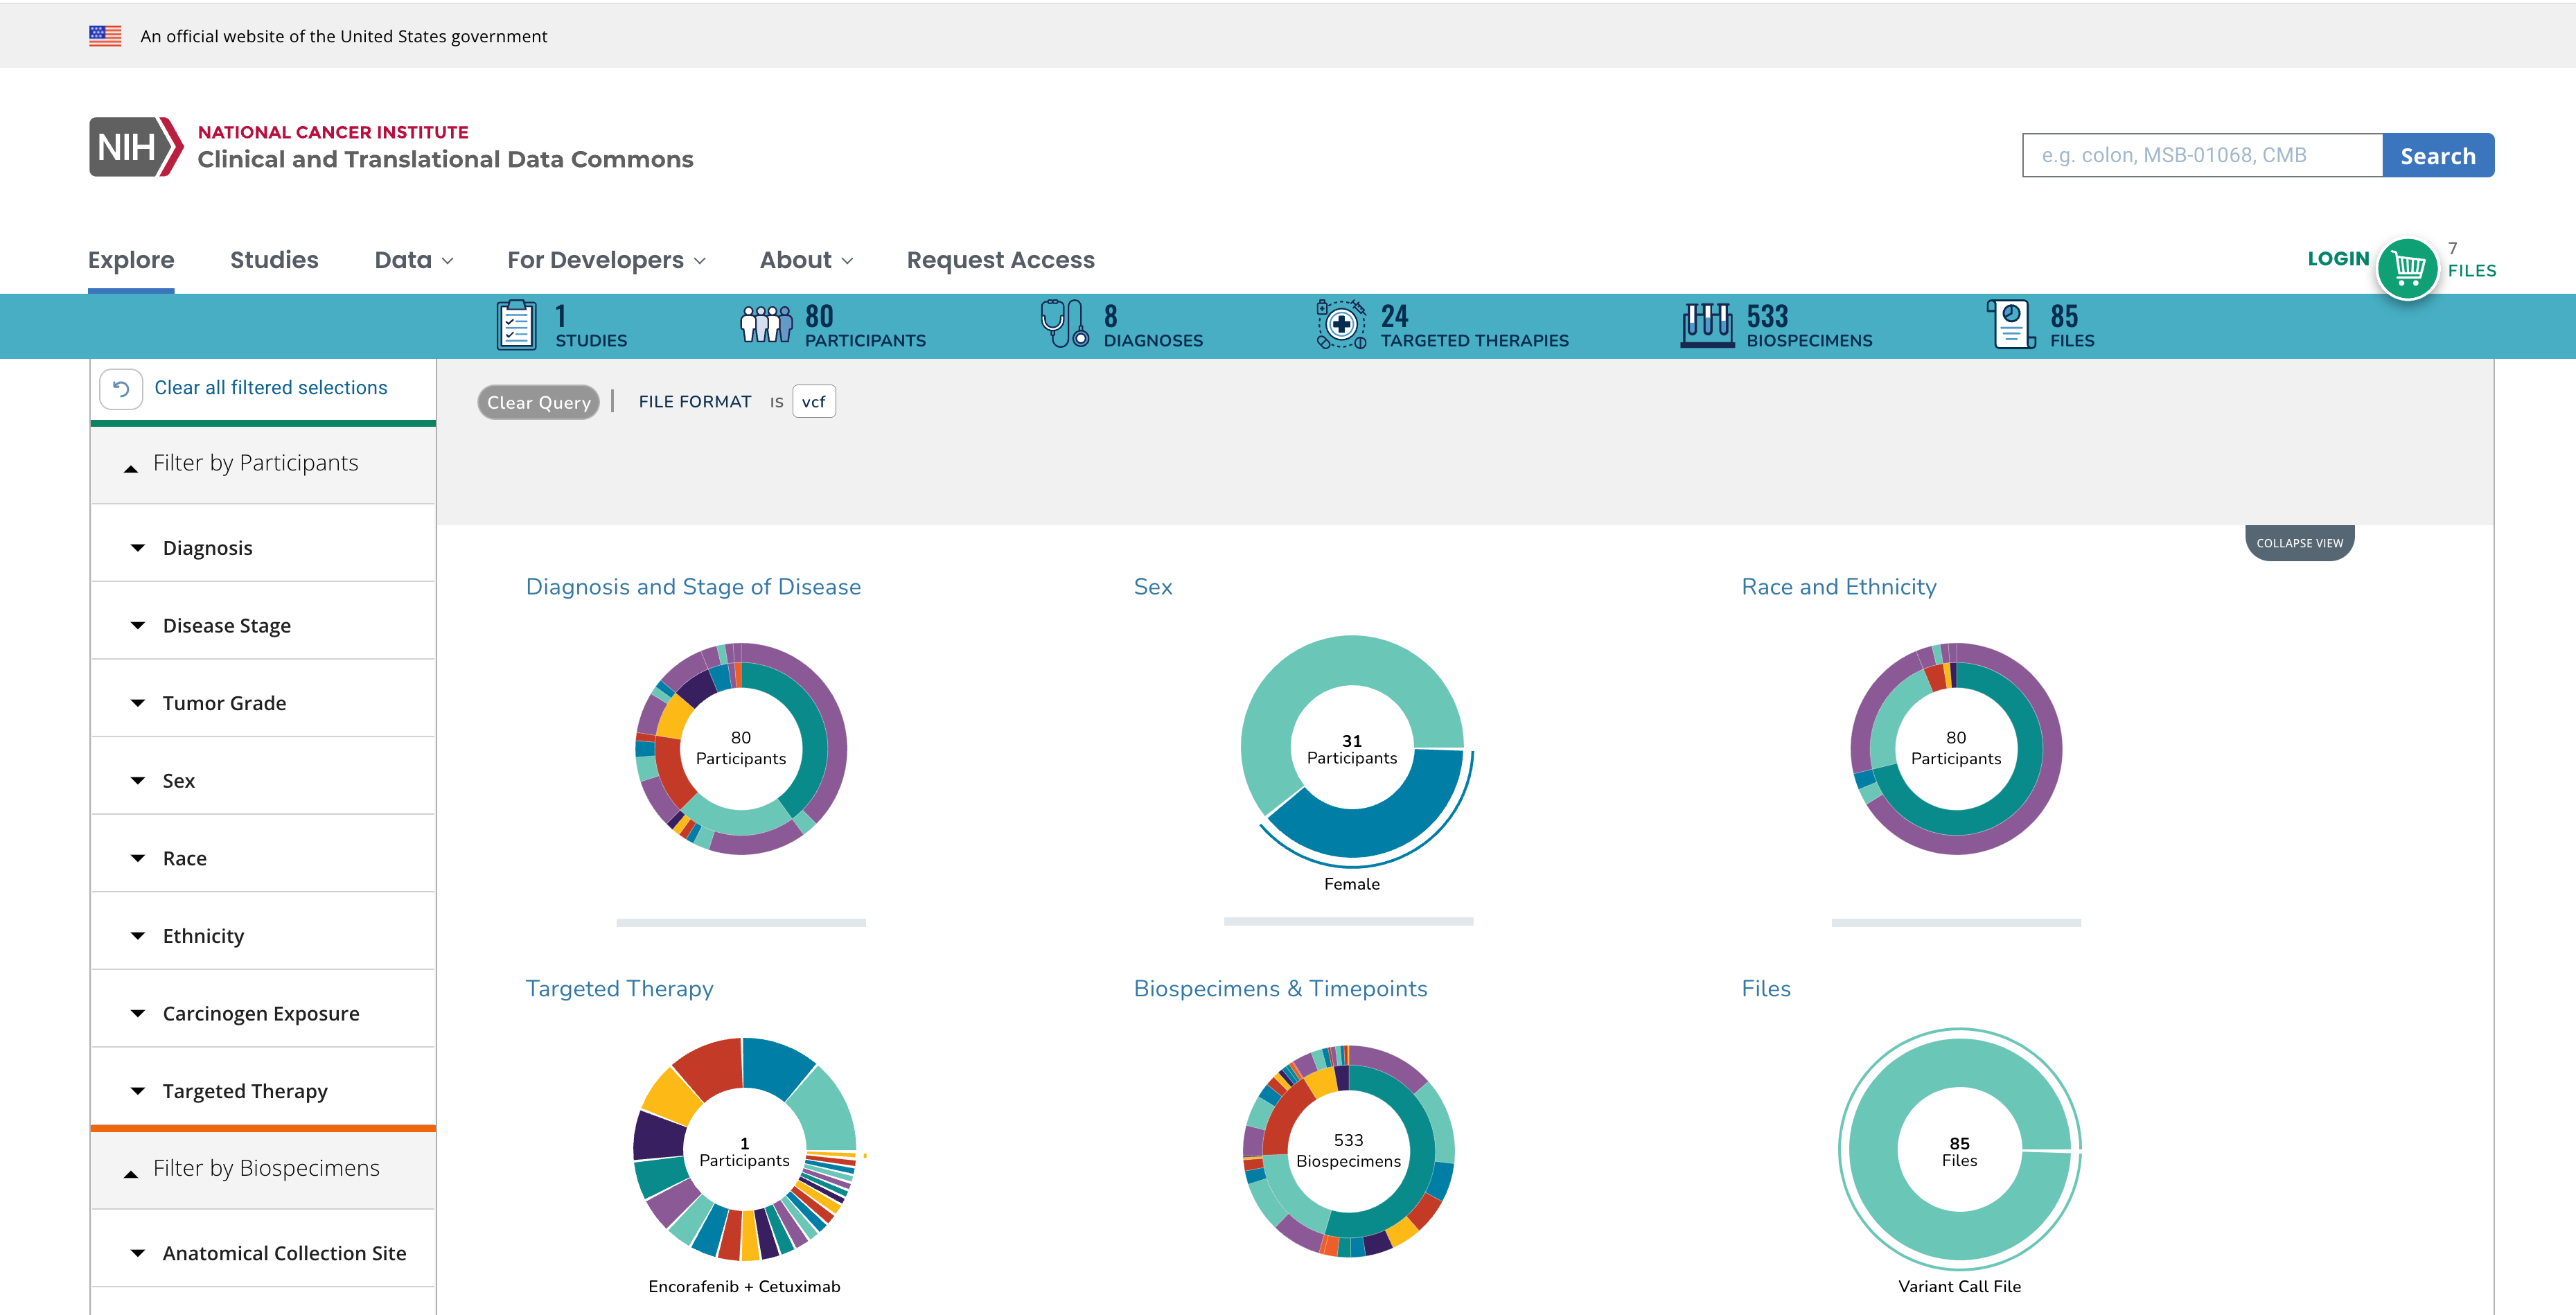 An official website of the United States government
NIH
NATIONAL CANCER INSTITUTE
Clinical and Translational Data Commons
e.g. colon, MSB-01068, CMB
Search
Explore
Studies
Data
For Developers
About
Request Access
LOGIN
7
FILES
1
STUDIES
80
PARTICIPANTS
8
DIAGNOSES
24
TARGETED THERAPIES
533
BIOSPECIMENS
85
FILES
Clear all filtered selections
Clear Query
FILE FORMAT IS vcf
Filter by Participants
Diagnosis
Disease Stage
Tumor Grade
Sex
Race
Ethnicity
Carcinogen Exposure
Targeted Therapy
Filter by Biospecimens
Anatomical Collection Site
COLLAPSE VIEW
Diagnosis and Stage of Disease
80
Participants
Sex
31
Participants
Female
Race and Ethnicity
80
Participants
Targeted Therapy
1
Participants
Encorafenib + Cetuximab
Biospecimens & Timepoints
533
Biospecimens
Files
85
Files
Variant Call File